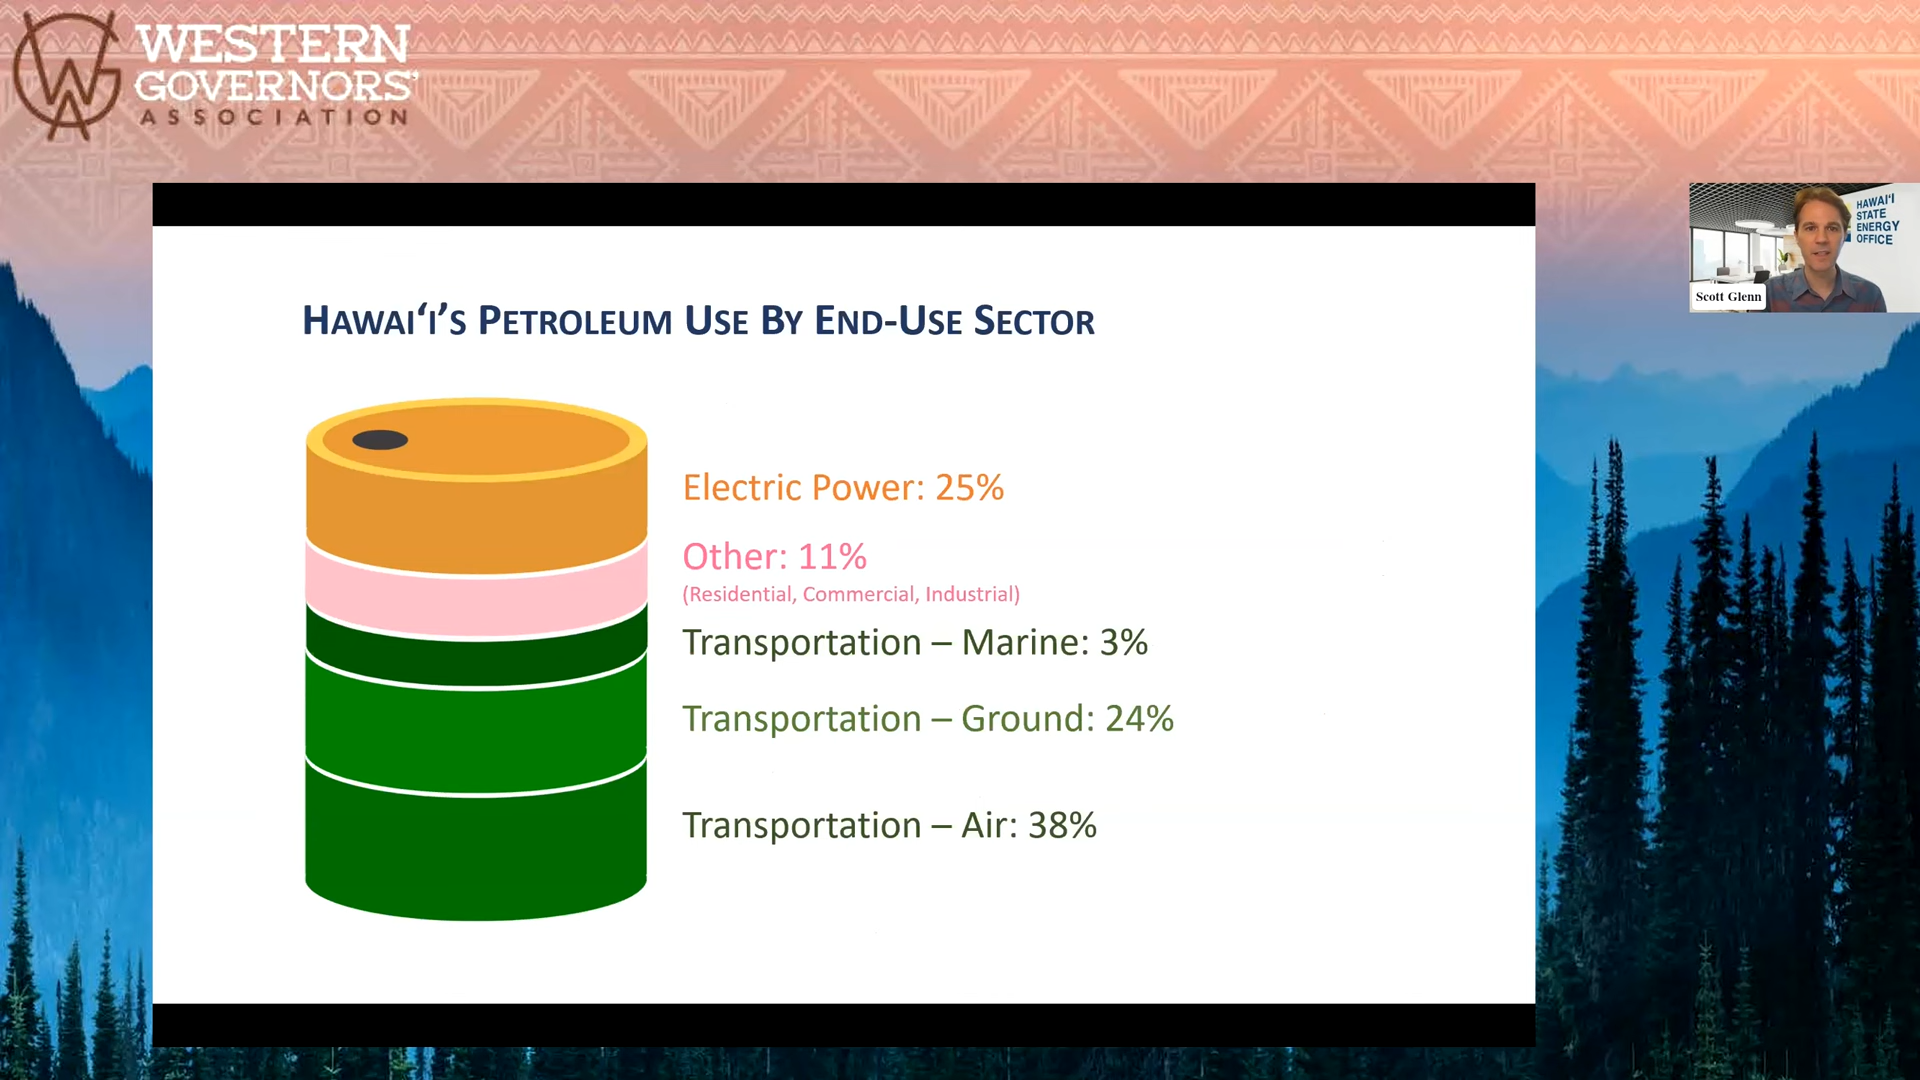 WESTERN
GOVERNORS'
ASSOCIATION
HAWAI'I
STATE
ENERGY
OFFICE
Scott Glenn
HAWAI‘I’S PETROLEUM USE BY END-USE SECTOR
Electric Power: 25%
Other: 11%
(Residential, Commercial, Industrial)
Transportation – Marine: 3%
Transportation – Ground: 24%
Transportation – Air: 38%